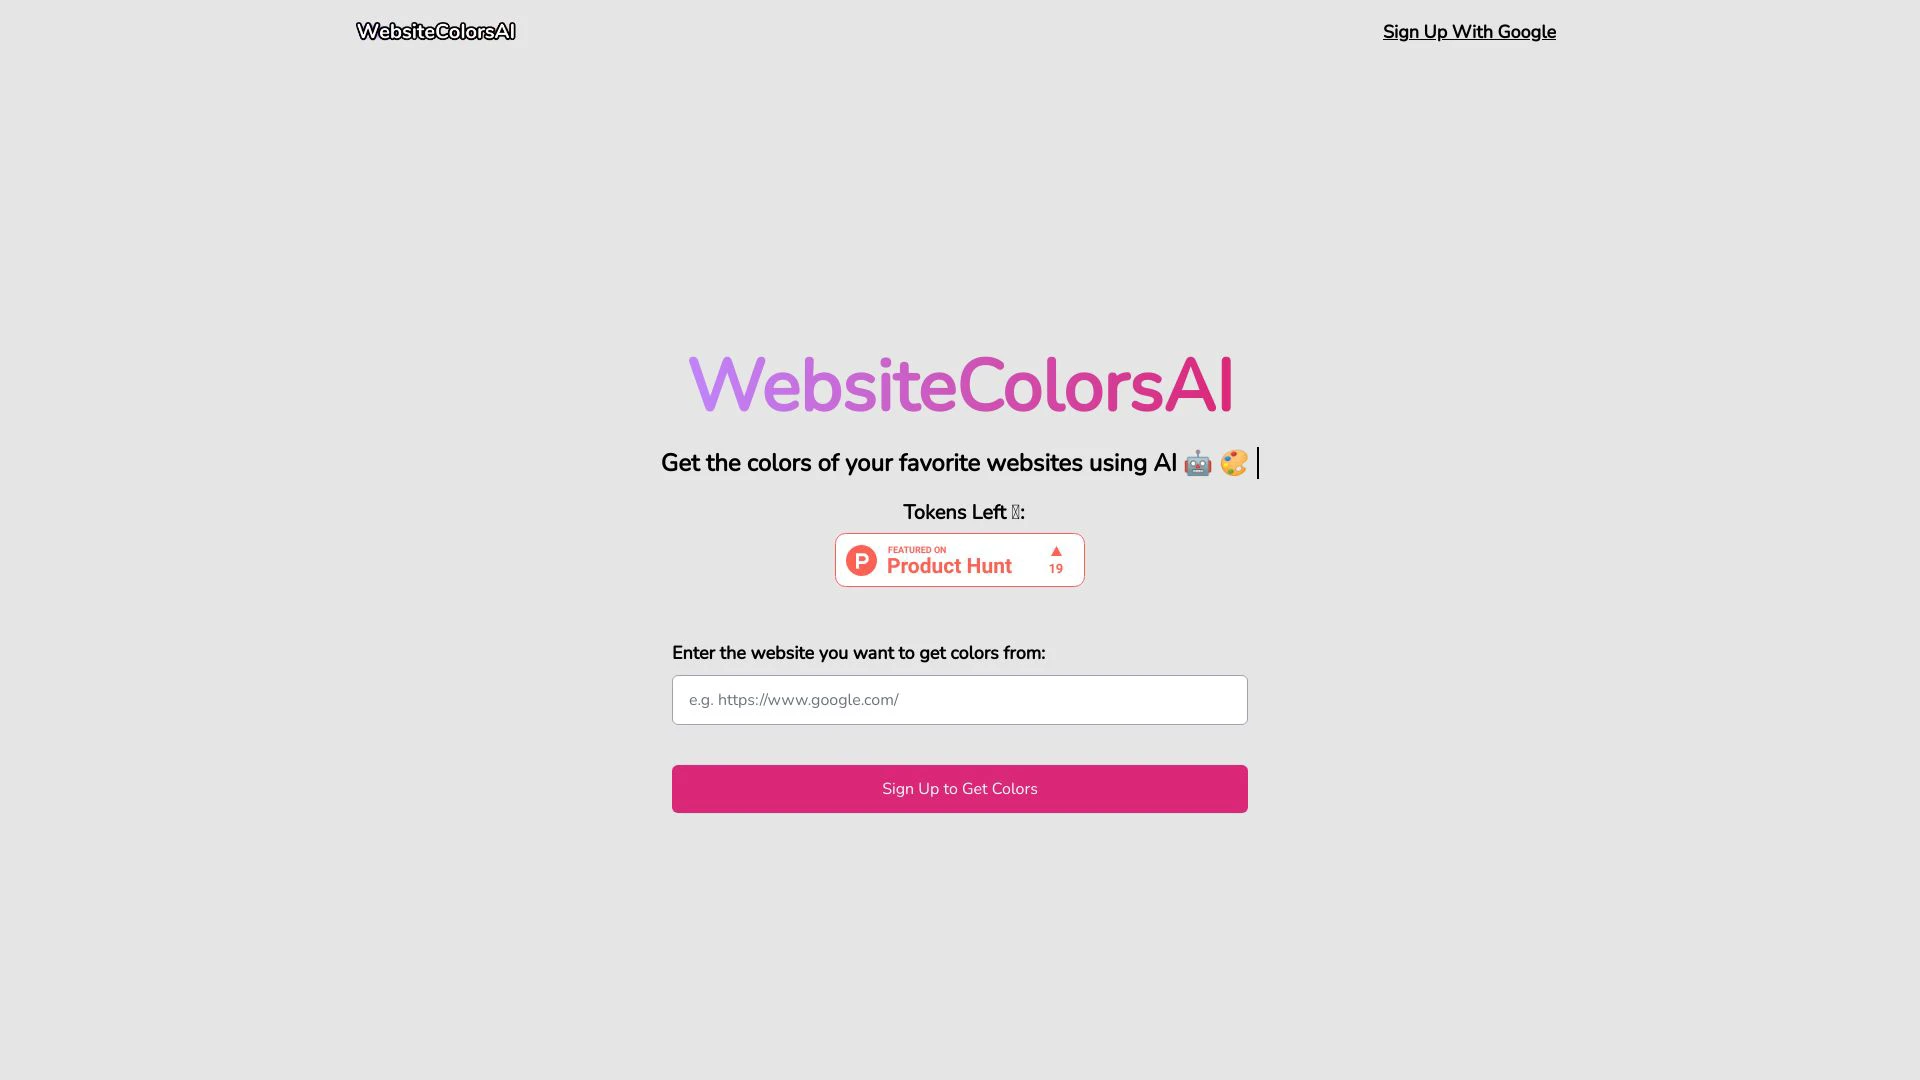 WebsiteColorsAI
Sign Up With Google
WebsiteColorsAI
Get the colors of your favorite websites using AI 🤖 🎨
Tokens Left :
FEATURED ON
Product Hunt
19
Enter the website you want to get colors from:
e.g. https://www.google.com/
Sign Up to Get Colors